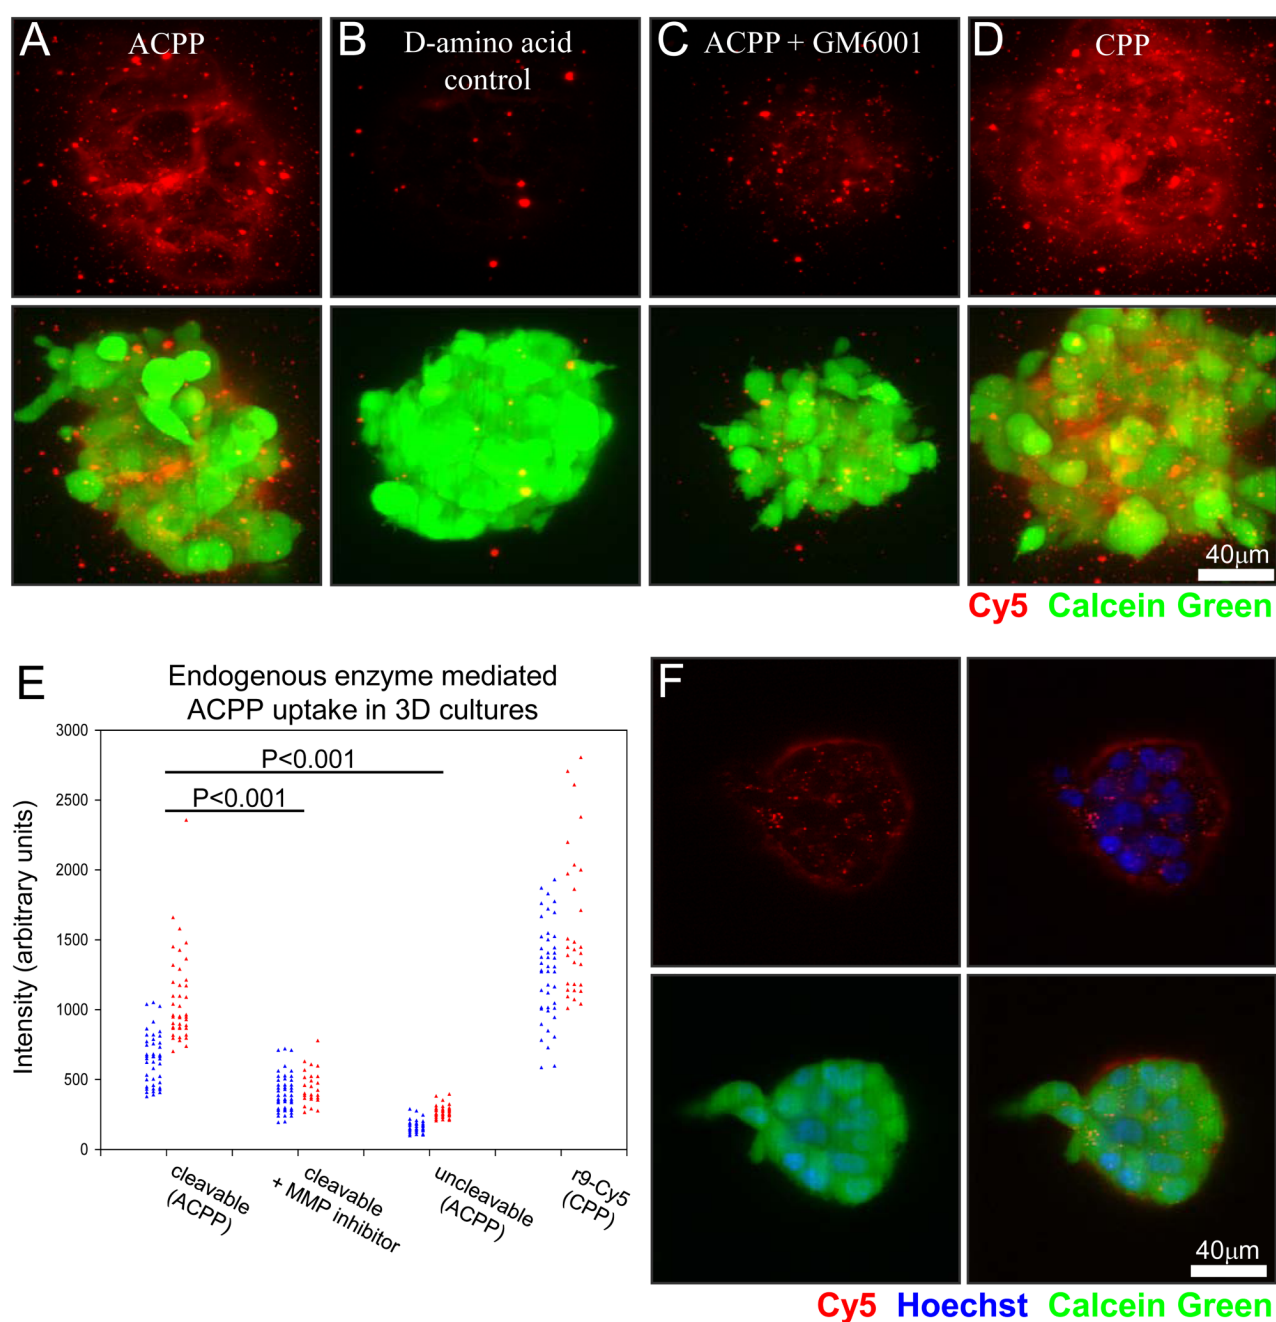 A
ACPP
B
D-amino acid
control
C
ACPP + GM6001
D
CPP
40µm
Cy5 Calcein Green
E
Endogenous enzyme mediated
ACPP uptake in 3D cultures
Intensity (arbitrary units)
3000
2500
2000
1500
1000
500
0
P<0.001
P<0.001
cleavable
(ACPP)
cleavable
+ MMP inhibitor
uncleavable
(ACPP)
r9-Cy5
(CPP)
F
40µm
Cy5 Hoechst Calcein Green